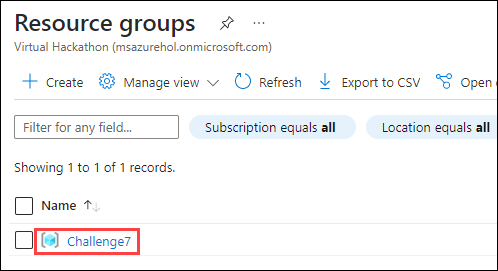 Resource groups
Virtual Hackathon (msazurehol.onmicrosoft.com)
Create Manage view Refresh Export to CSV Open
Filter for any field... Subscription equals all Location equals all
Showing 1 to 1 of 1 records.
Name
Challenge7